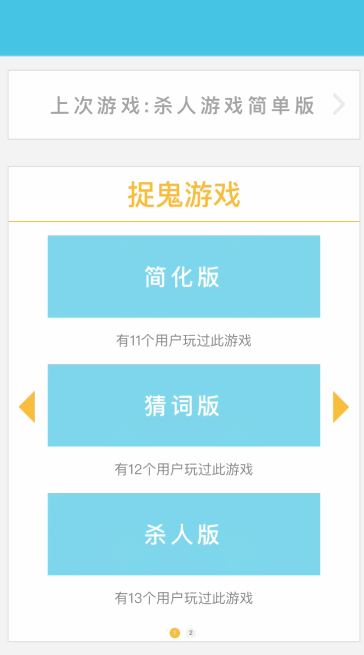 上次游戏:杀人游戏简单版
捉鬼游戏
简化版
有11个用户玩过此游戏
猜词版
有12个用户玩过此游戏
杀人版
有13个用户玩过此游戏
1 2